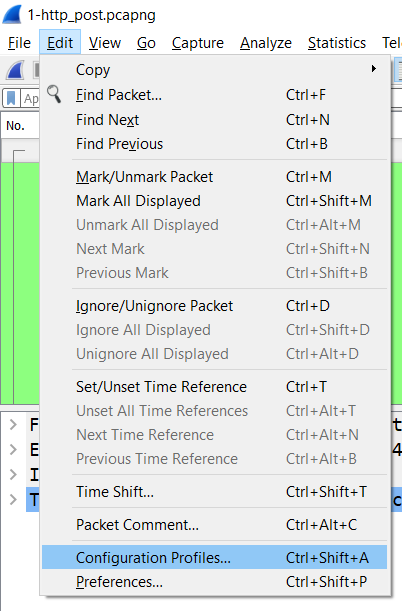 1-http_post.pcapng
File Edit View Go Capture Analyze Statistics
Ap
No.
Copy
Find Packet... Ctrl+F
Find Next Ctrl+N
Find Previous Ctrl+B
Mark/Unmark Packet Ctrl+M
Mark All Displayed Ctrl+Shift+M
Unmark All Displayed Ctrl+Alt+M
Next Mark Ctrl+Shift+N
Previous Mark Ctrl+Shift+B
Ignore/Unignore Packet Ctrl+D
Ignore All Displayed Ctrl+Shift+D
Unignore All Displayed Ctrl+Alt+D
Set/Unset Time Reference Ctrl+T
Unset All Time References Ctrl+Alt+T
Next Time Reference Ctrl+Alt+N
Previous Time Reference Ctrl+Alt+B
Time Shift... Ctrl+Shift+T
Packet Comment... Ctrl+Alt+C
Configuration Profiles... Ctrl+Shift+A
Preferences... Ctrl+Shift+P